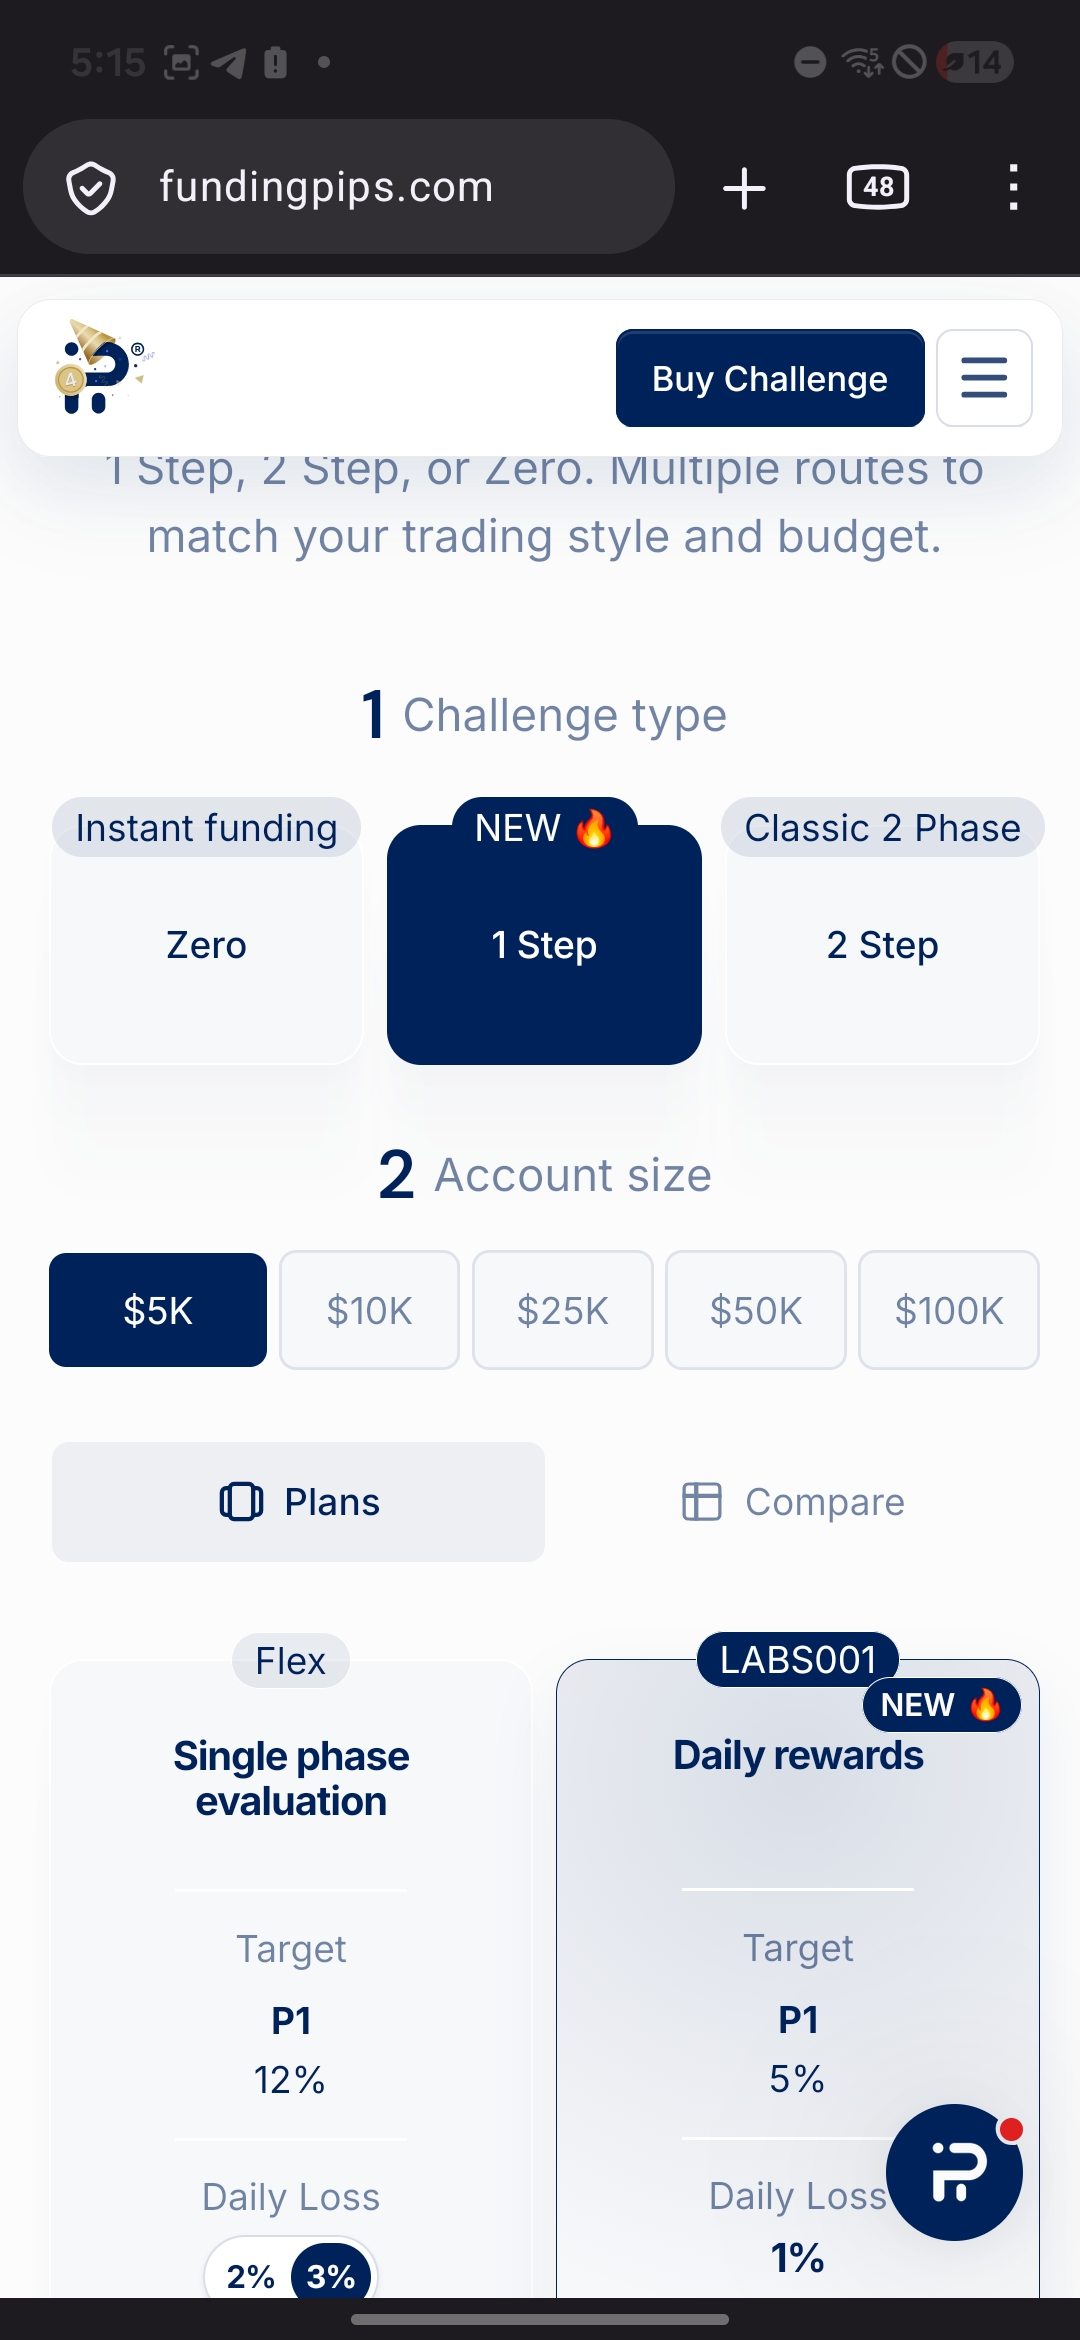 5:15
5
14
fundingpips.com
48
4
®
Buy Challenge
1 Step, 2 Step, or Zero. Multiple routes to
match your trading style and budget.
1 Challenge type
Instant funding
NEW 🔥
Classic 2 Phase
Zero
1 Step
2 Step
2 Account size
$5K
$10K
$25K
$50K
$100K
Plans
Compare
Flex
LABS001
NEW 🔥
Single phase
evaluation
Daily rewards
Target
P1
12%
Target
P1
5%
Daily Loss
2% 3%
Daily Loss
1%